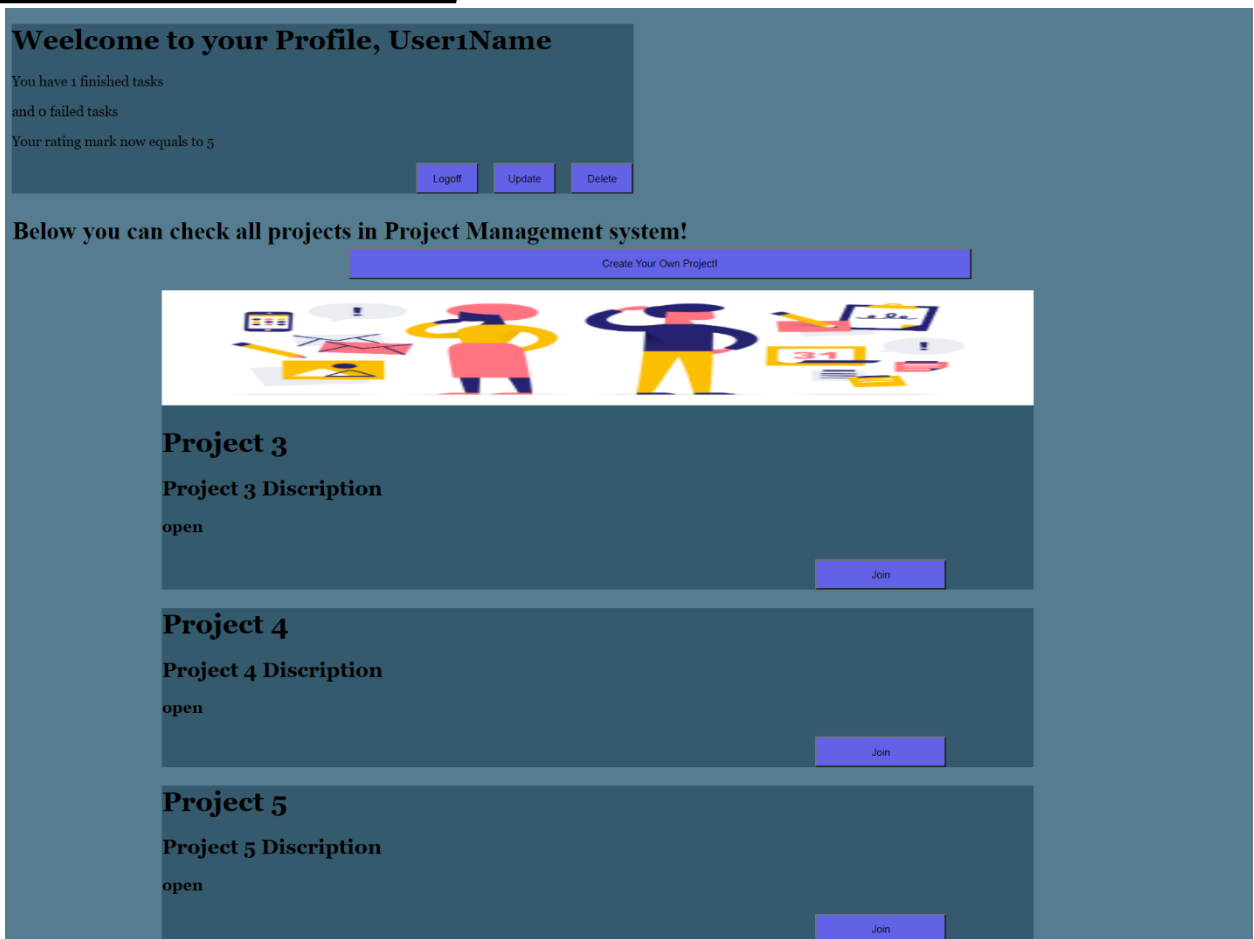 Weelcome to your Profile, User1Name
You have 1 finished tasks
and 0 failed tasks
Your rating mark now equals to 5
Logoff Update Delete
Below you can check all projects in Project Management system!
Create Your Own Project!
!
31
!
Project 3
Project 3 Discription
open
Join
Project 4
Project 4 Discription
open
Join
Project 5
Project 5 Discription
open
Join